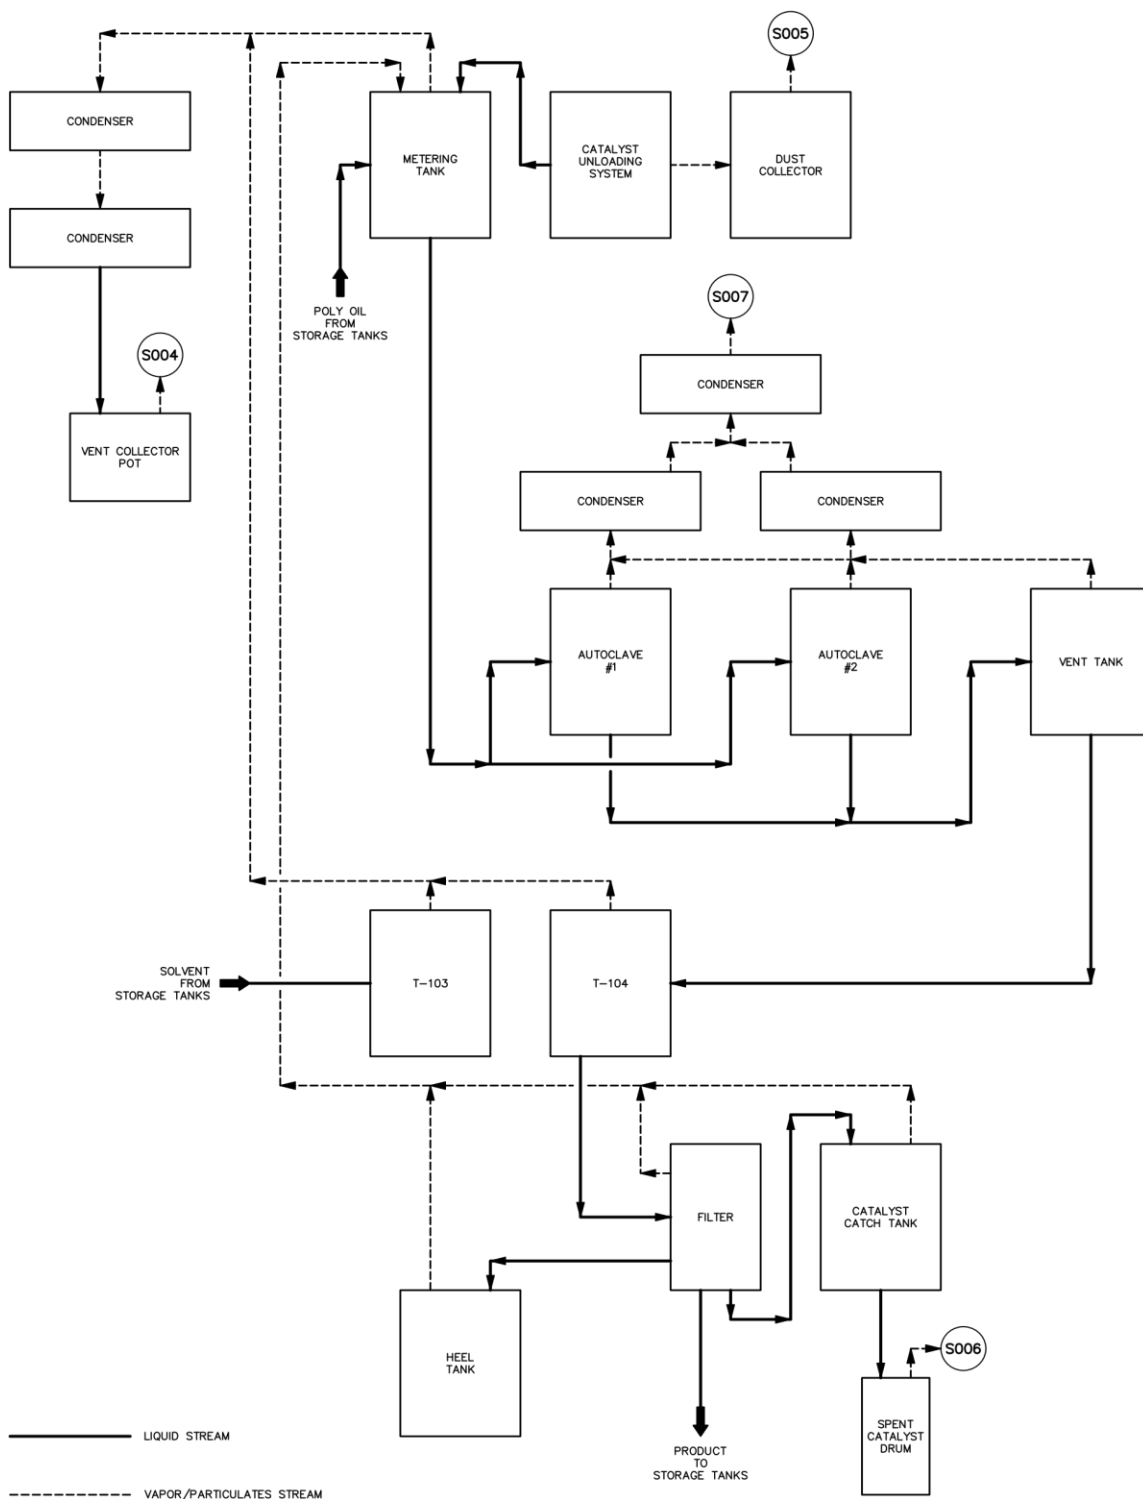 S005
CONDENSER
METERING
TANK
CATALYST
UNLOADING
SYSTEM
DUST
COLLECTOR
CONDENSER
POLY OIL
FROM
STORAGE TANKS
S007
S004
CONDENSER
VENT COLLECTOR
POT
CONDENSER
CONDENSER
AUTOCLAVE
#1
AUTOCLAVE
#2
VENT TANK
SOLVENT
FROM
STORAGE TANKS
T-103
T-104
FILTER
CATALYST
CATCH TANK
HEEL
TANK
S006
SPENT
CATALYST
DRUM
PRODUCT
TO
STORAGE TANKS
LIQUID STREAM
VAPOR/PARTICULATES STREAM